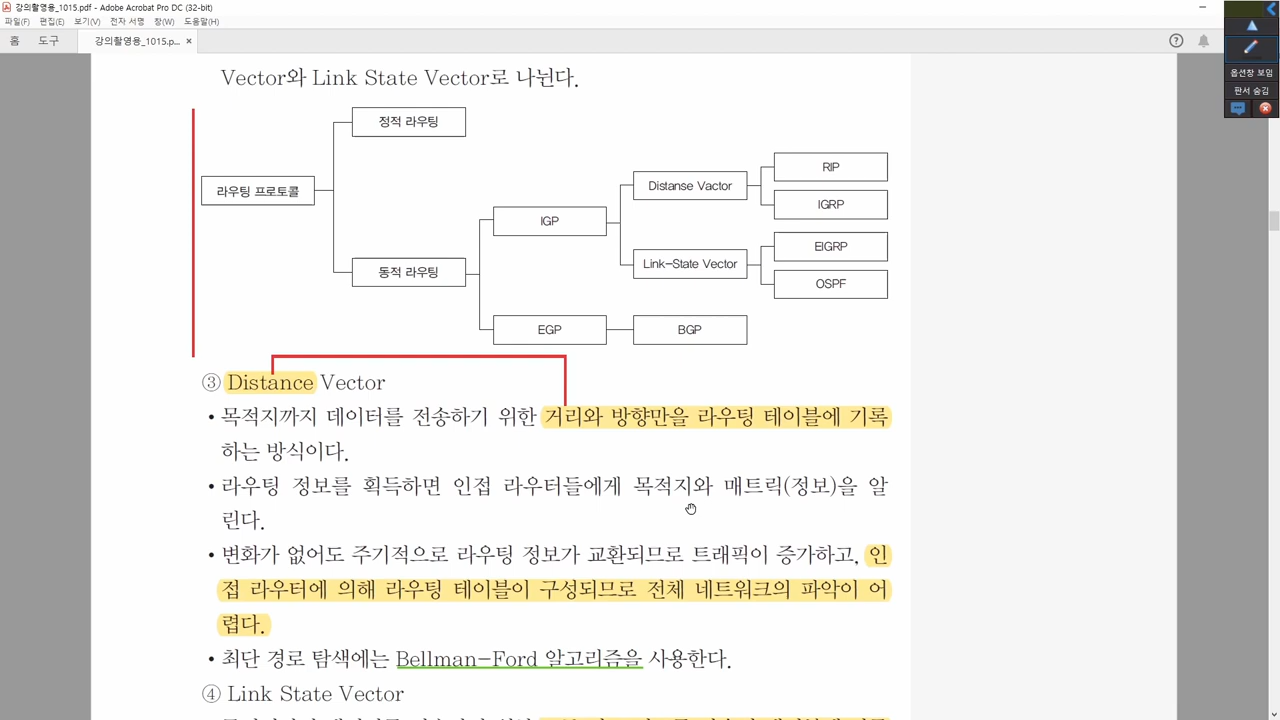 강의촬영용_1015.pdf - Adobe Acrobat Pro DC (32-bit)
파일(F) 편집(E) 보기(V) 전자 서명 창(W) 도움말(H)
홈 도구 강의촬영용_1015.p... ×
옵션창 보임
판서 숨김
Vector와 Link State Vector로 나뉜다.
정적 라우팅
RIP
Distanse Vactor
라우팅 프로토콜
IGRP
IGP
EIGRP
Link-State Vector
동적 라우팅
OSPF
EGP
BGP
③ Distance Vector
• 목적지까지 데이터를 전송하기 위한 거리와 방향만을 라우팅 테이블에 기록
하는 방식이다.
• 라우팅 정보를 획득하면 인접 라우터들에게 목적지와 매트릭(정보)을 알
린다.
• 변화가 없어도 주기적으로 라우팅 정보가 교환되므로 트래픽이 증가하고, 인
접 라우터에 의해 라우팅 테이블이 구성되므로 전체 네트워크의 파악이 어
렵다.
• 최단 경로 탐색에는 Bellman-Ford 알고리즘을 사용한다.
④ Link State Vector